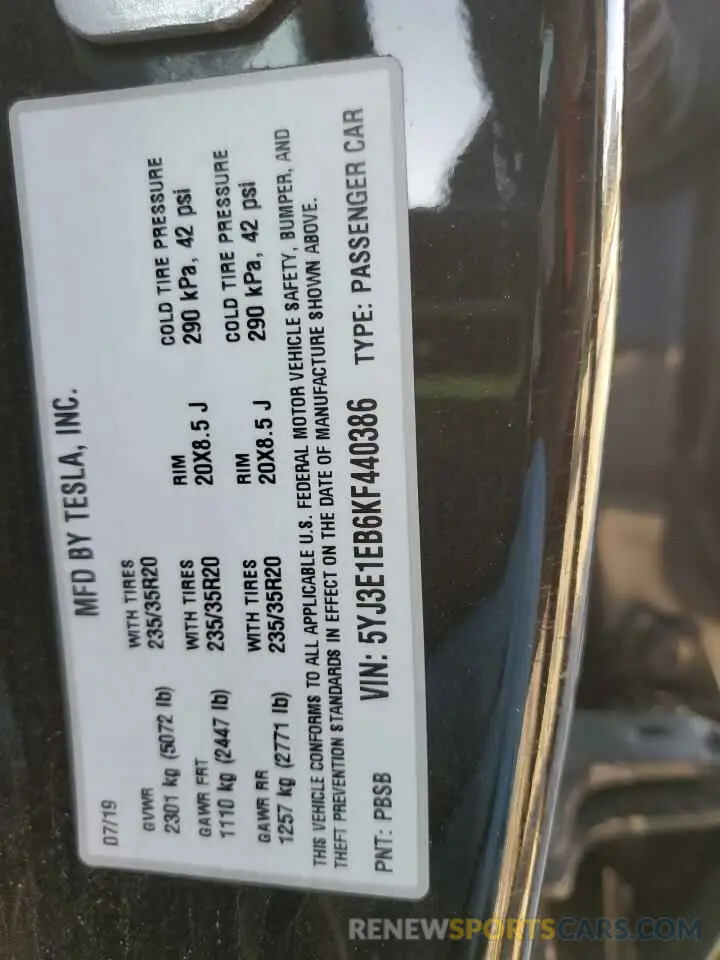 MFD BY TESLA, INC.
07/19
GVWR
2301 kg (5072 lb)
WITH TIRES
235/35R20
COLD TIRE PRESSURE
290 kPa, 42 psi
GAWR FRT
1110 kg (2447 lb)
WITH TIRES
235/35R20
RIM
20X8.5 J
COLD TIRE PRESSURE
290 kPa, 42 psi
GAWR RR
1257 kg (2771 lb)
WITH TIRES
235/35R20
RIM
20X8.5 J
THIS VEHICLE CONFORMS TO ALL APPLICABLE U.S. FEDERAL MOTOR VEHICLE SAFETY, BUMPER, AND
THEFT PREVENTION STANDARDS IN EFFECT ON THE DATE OF MANUFACTURE SHOWN ABOVE.
PNT: PBSB VIN: 5YJ3E1EB6KF440386 TYPE: PASSENGER CAR
RENEWSPORTSCARS.COM